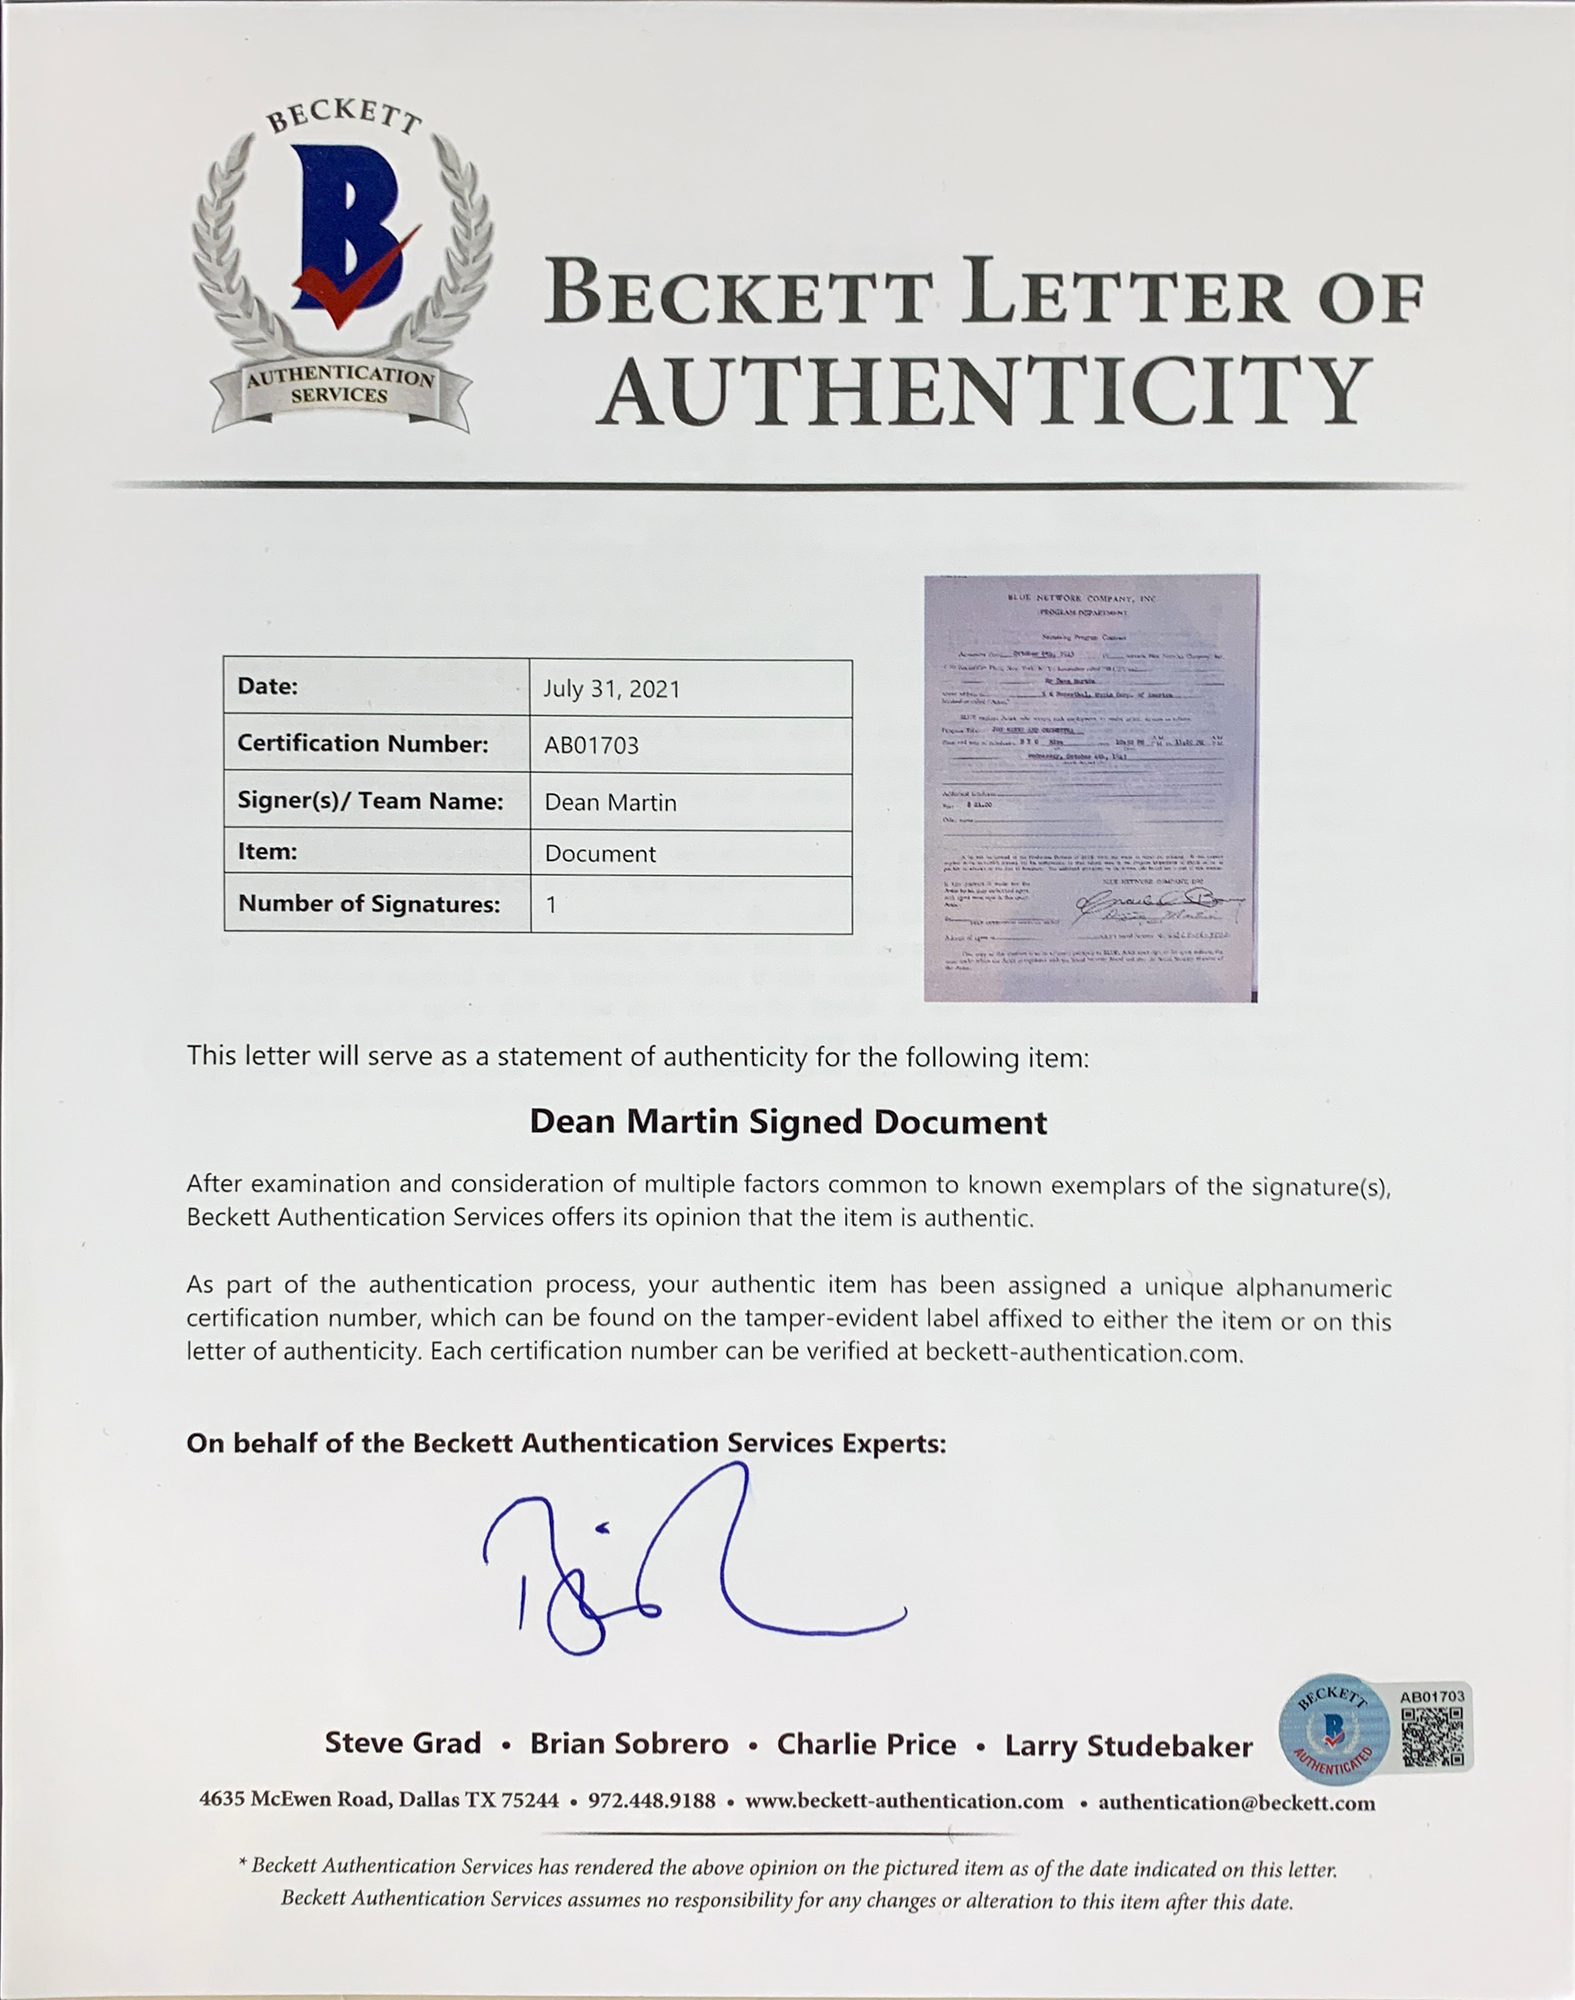 BECKETT
B
AUTHENTICATION
SERVICES
BECKETT LETTER OF
AUTHENTICITY
Date: July 31, 2021
Certification Number: AB01703
Signer(s)/ Team Name: Dean Martin
Item: Document
Number of Signatures: 1
BLUE NETWORK COMPANY, INC
PROGRAM DEPARTMENT
This letter will serve as a statement of authenticity for the following item:
Dean Martin Signed Document
After examination and consideration of multiple factors common to known exemplars of the signature(s),
Beckett Authentication Services offers its opinion that the item is authentic.
As part of the authentication process, your authentic item has been assigned a unique alphanumeric
certification number, which can be found on the tamper-evident label affixed to either the item or on this
letter of authenticity. Each certification number can be verified at beckett-authentication.com.
On behalf of the Beckett Authentication Services Experts:
Steve Grad • Brian Sobrero • Charlie Price • Larry Studebaker
BECKETT
B
AUTHENTICATED
AB01703
4635 McEwen Road, Dallas TX 75244 • 972.448.9188 • www.beckett-authentication.com • authentication@beckett.com
* Beckett Authentication Services has rendered the above opinion on the pictured item as of the date indicated on this letter.
Beckett Authentication Services assumes no responsibility for any changes or alteration to this item after this date.